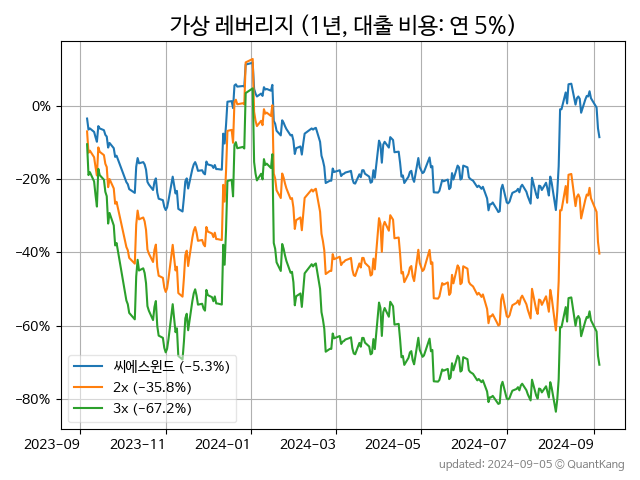 가상 레버리지 (1년, 대출 비용: 연 5%)
0%
−20%
−40%
−60%
−80%
씨에스윈드 (−5.3%)
2x (−35.8%)
3x (−67.2%)
2023-09 2023-11 2024-01 2024-03 2024-05 2024-07 2024-09
updated: 2024-09-05 © QuantKang